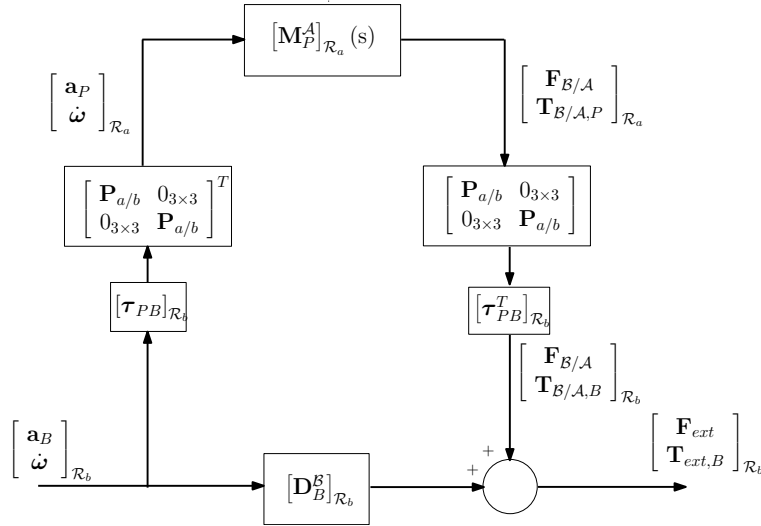 [𝐌_P^𝒜]_{ℛ_a}(s)
[𝐚_P
𝝎̇]_{ℛ_a}
[𝐅_{ℬ/𝒜}
𝐓_{ℬ/𝒜,P}]_{ℛ_a}
[𝐏_{a/b} 0_{3×3}
0_{3×3} 𝐏_{a/b}]^T
[𝐏_{a/b} 0_{3×3}
0_{3×3} 𝐏_{a/b}]
[𝝉_{PB}]_{ℛ_b}
[𝝉_{PB}^T]_{ℛ_b}
[𝐅_{ℬ/𝒜}
𝐓_{ℬ/𝒜,B}]_{ℛ_b}
[𝐚_B
𝝎̇]_{ℛ_b}
[𝐃_B^ℬ]_{ℛ_b}
+
+
[𝐅_{ext}
𝐓_{ext,B}]_{ℛ_b}